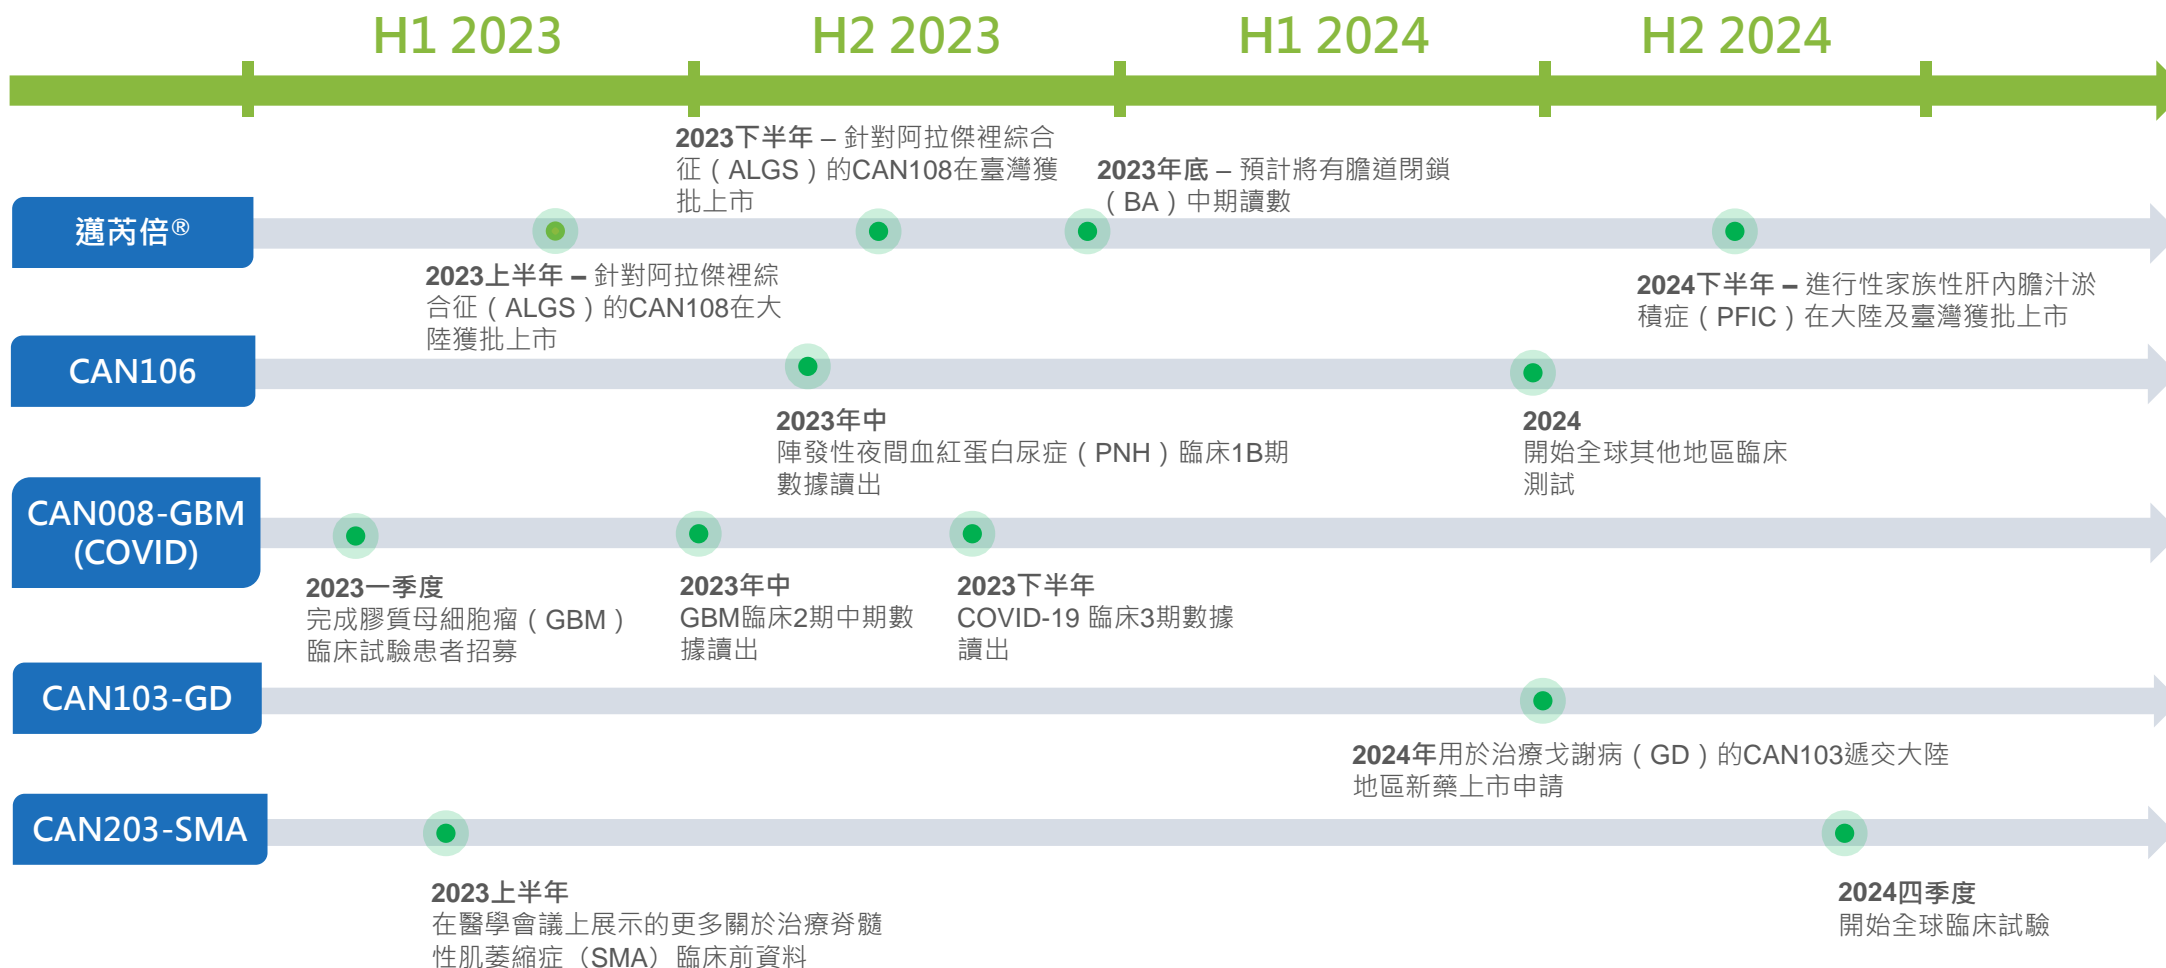 H1 2023
H2 2023
H1 2024
H2 2024
2023下半年 – 針對阿拉傑裡綜合
征（ALGS）的CAN108在臺灣獲
批上市
2023年底 – 預計將有膽道閉鎖
（BA）中期讀數
邁芮倍®
2023上半年 – 針對阿拉傑裡綜
合征（ALGS）的CAN108在大
陸獲批上市
2024下半年 – 進行性家族性肝內膽汁淤
積症（PFIC）在大陸及臺灣獲批上市
CAN106
2023年中
陣發性夜間血紅蛋白尿症（PNH）臨床1B期
數據讀出
2024
開始全球其他地區臨床
測試
CAN008-GBM
(COVID)
2023一季度
完成膠質母細胞瘤（GBM）
臨床試驗患者招募
2023年中
GBM臨床2期中期數
據讀出
2023下半年
COVID-19 臨床3期數據
讀出
CAN103-GD
2024年用於治療戈謝病（GD）的CAN103遞交大陸
地區新藥上市申請
CAN203-SMA
2023上半年
在醫學會議上展示的更多關於治療脊髓
性肌萎縮症（SMA）臨床前資料
2024四季度
開始全球臨床試驗